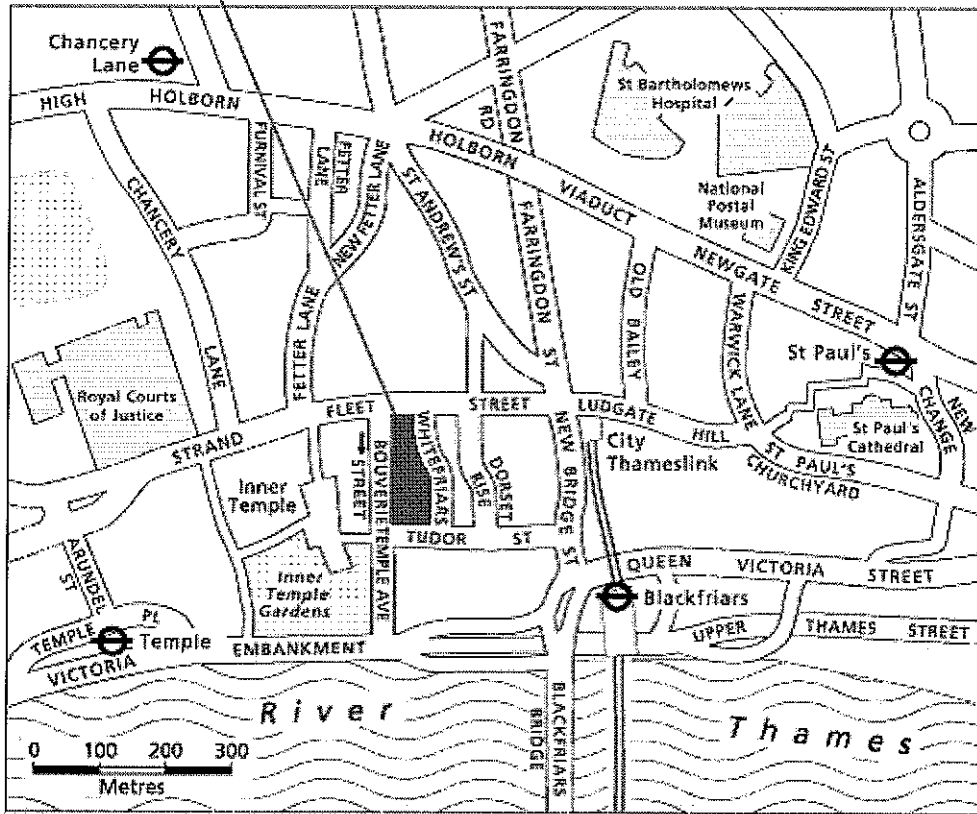 Chancery
Lane
HIGH HOLBORN
FURNIVAL ST
FETTER
LANE
NEW FETTER LANE
CHANCERY LANE
FETTER LANE
ST ANDREW'S ST
FARRINGDON
RD
FARRINGDON ST
HOLBORN VIADUCT
St Bartholomews
Hospital
National
Postal
Museum
KING EDWARD ST
ALDERSGATE ST
NEWGATE STREET
OLD BAILEY
WARWICK LANE
St Paul's
NEW
CHANGE
St Paul's
Cathedral
Royal Courts
of Justice
STRAND
FLEET STREET
LUDGATE HILL
ST PAUL'S
CHURCHYARD
City
Thameslink
Inner
Temple
BOUVERIE
STREET
WHITEFRIARS
DORSET
RISE
NEW BRIDGE ST
TUDOR ST
TEMPLE AVE
Inner
Temple
Gardens
ARUNDEL
ST
TEMPLE PL
Temple
VICTORIA EMBANKMENT
QUEEN VICTORIA STREET
Blackfriars
UPPER THAMES STREET
BLACKFRIARS
BRIDGE
River Thames
0 100 200 300
Metres